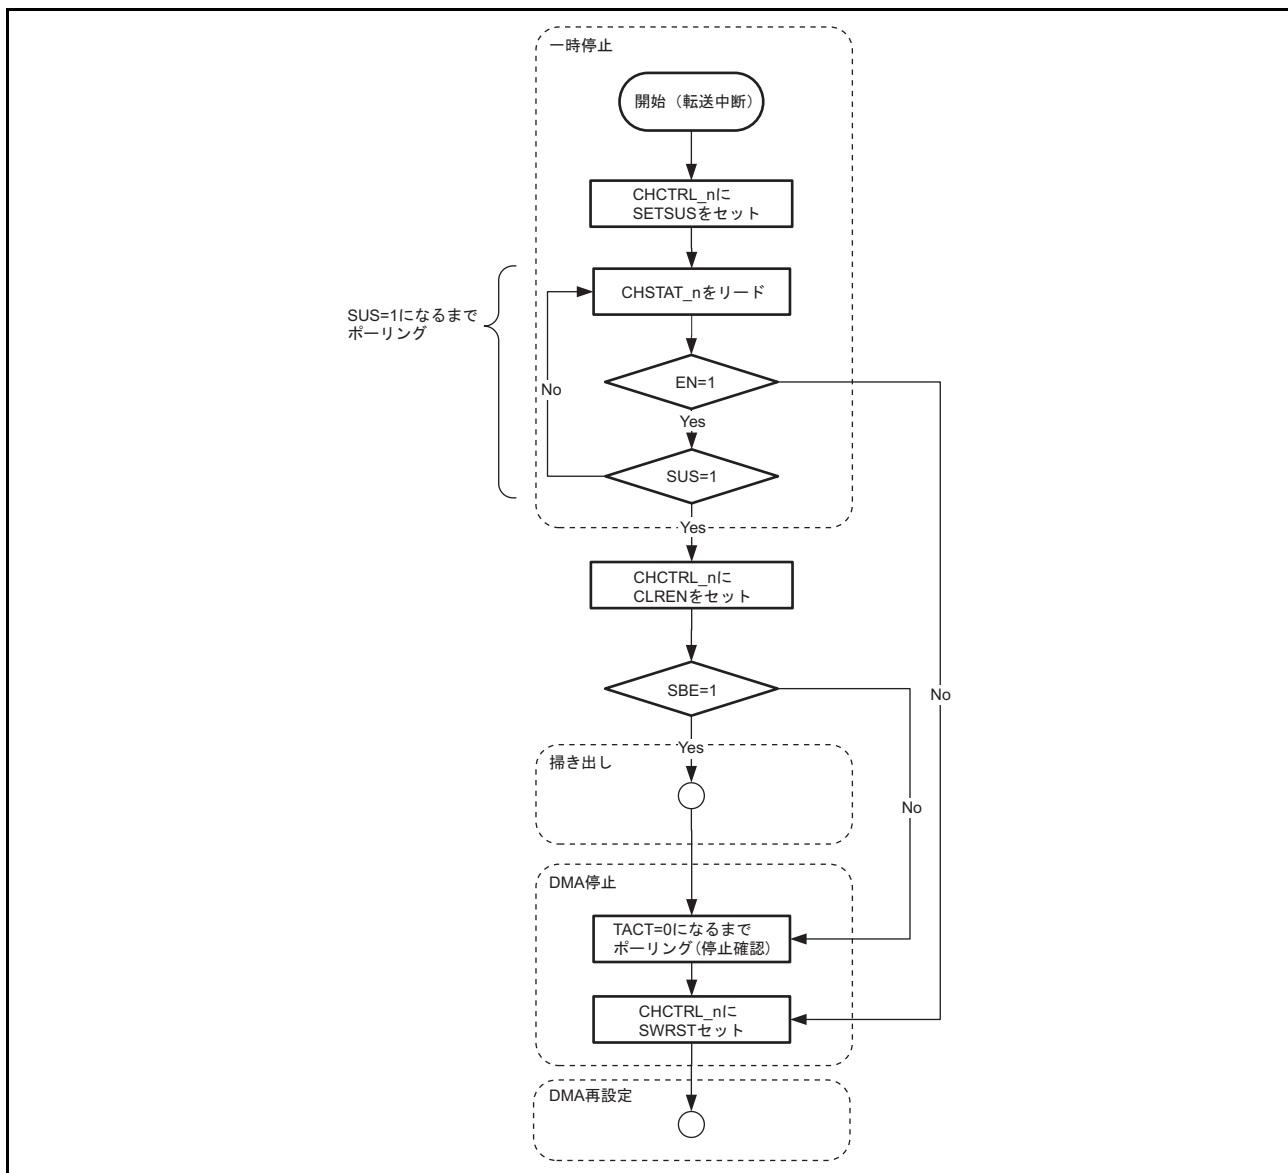 一時停止
開始（転送中断）
CHCTRL_nに
SETSUSをセット
CHSTAT_nをリード
SUS=1になるまで
ポーリング
EN=1
No
Yes
SUS=1
Yes
CHCTRL_nに
CLRENをセット
SBE=1
No
Yes
掃き出し
No
DMA停止
TACT=0になるまで
ポーリング（停止確認）
CHCTRL_nに
SWRSTセット
DMA再設定